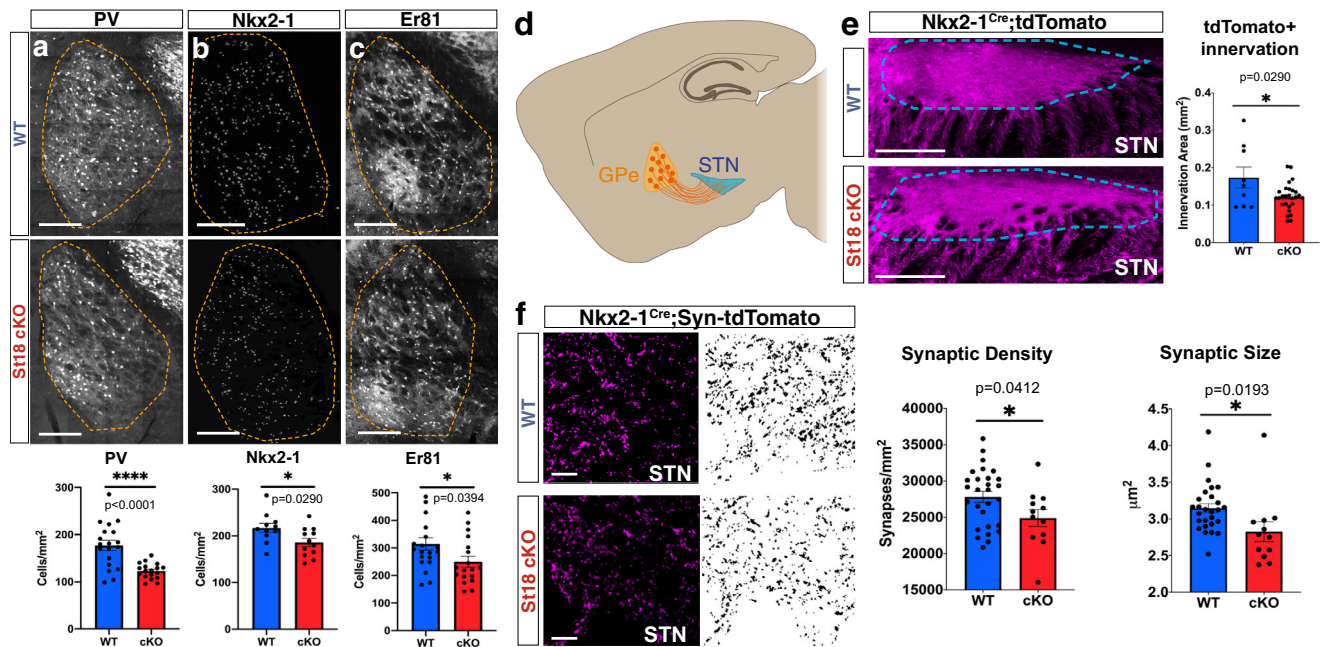 PV
Nkx2-1
Er81
a
b
c
WT
St18 cKO
PV
****
p<0.0001
Cells/mm²
300
200
100
0
WT
cKO
Nkx2-1
*
p=0.0290
Cells/mm²
300
200
100
0
WT
cKO
Er81
*
p=0.0394
Cells/mm²
500
400
300
200
100
0
WT
cKO
d
GPe
STN
e
Nkx2-1Cre;tdTomato
WT
STN
St18 cKO
STN
tdTomato+
innervation
p=0.0290
*
Innervation Area (mm²)
0.4
0.3
0.2
0.1
0.0
WT
cKO
f
Nkx2-1Cre;Syn-tdTomato
WT
STN
St18 cKO
STN
Synaptic Density
p=0.0412
*
Synapses/mm²
40000
35000
30000
25000
20000
15000
WT
cKO
Synaptic Size
p=0.0193
*
μm²
4.5
4.0
3.5
3.0
2.5
2.0
WT
cKO